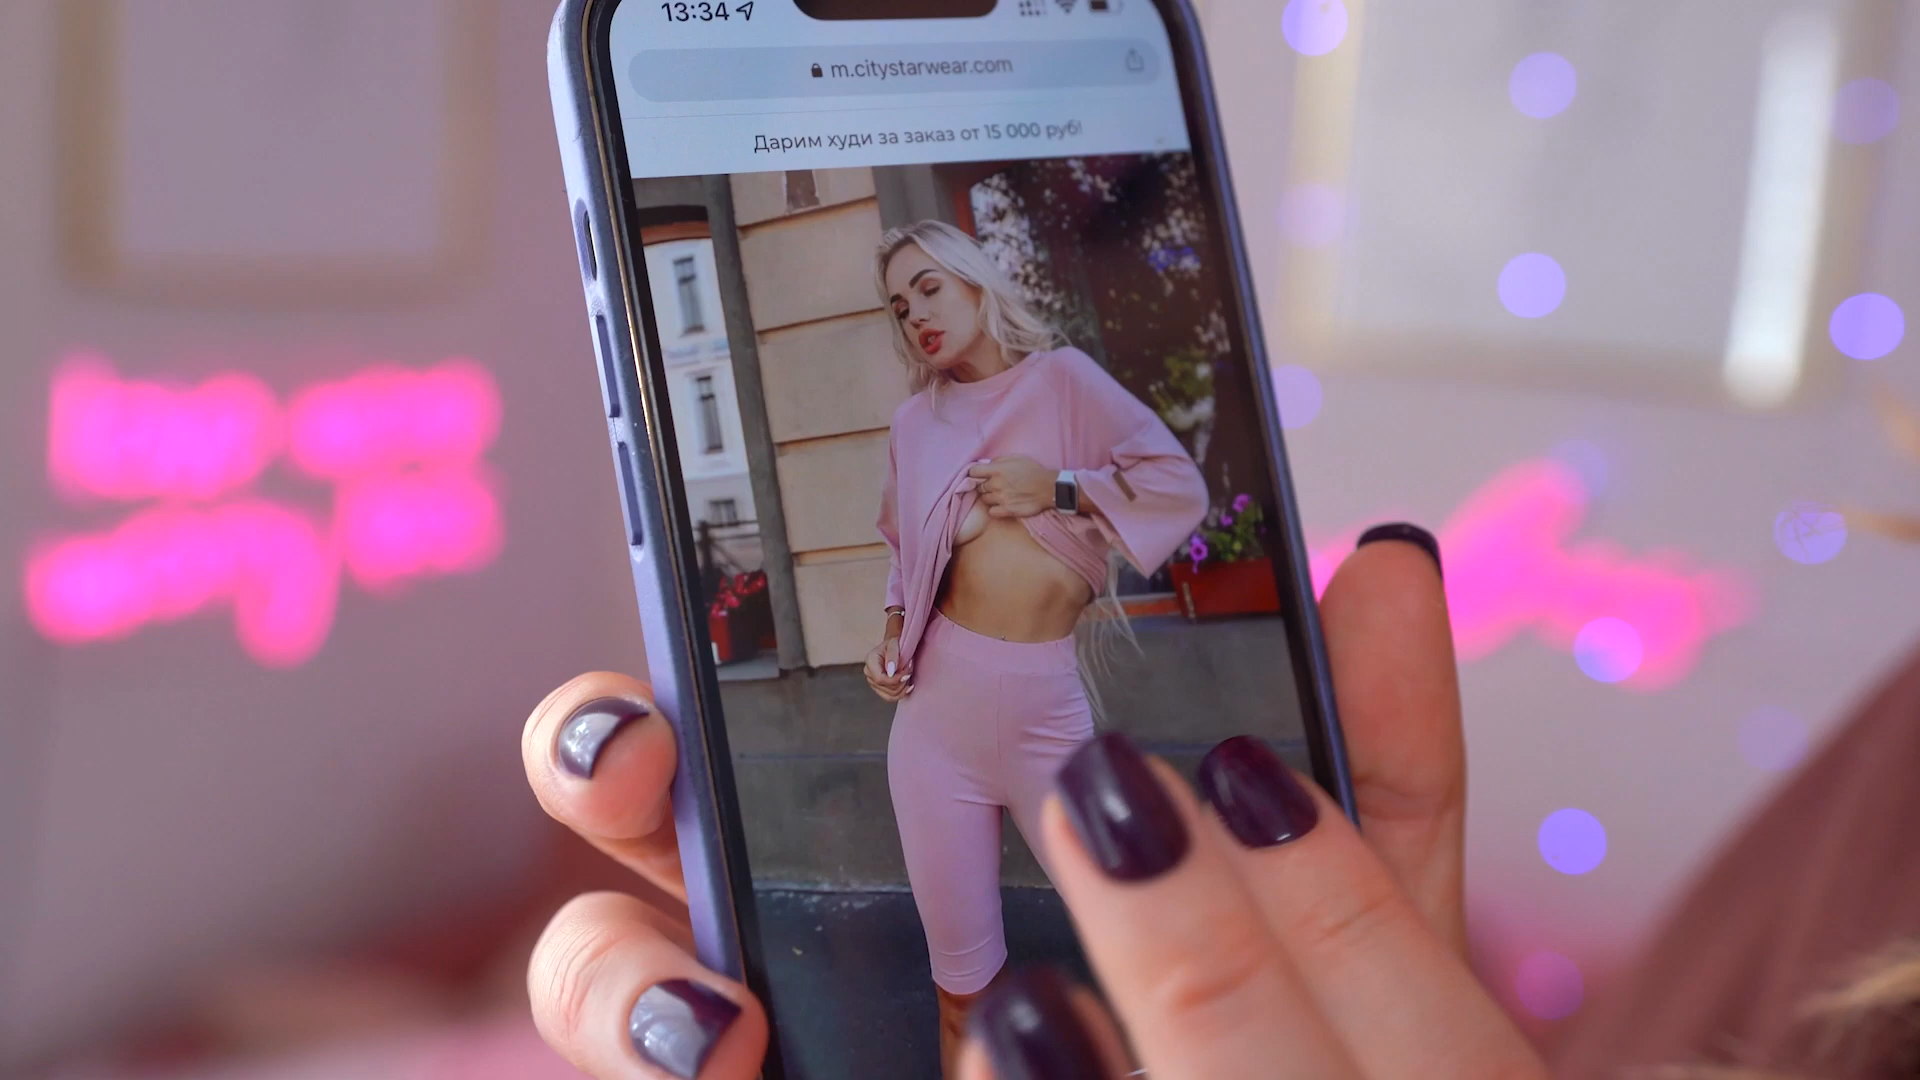 13:34
m.citystarwear.com
Дарим худи за заказ от 15 000 руб!